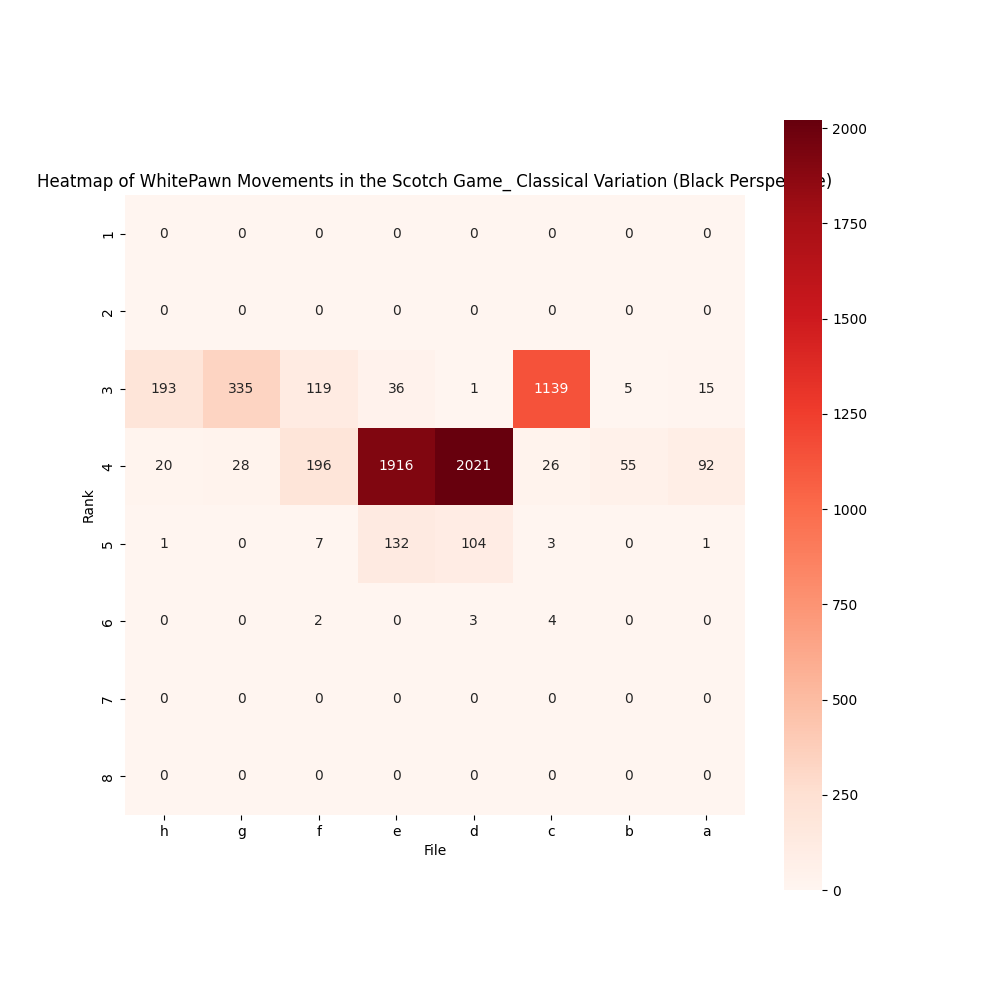 Heatmap of WhitePawn Movements in the Scotch Game_ Classical Variation (Black Perspe e)
2000
1750
1500
1250
1000
750
500
250
0
Rank
1 0 0 0 0 0 0 0 0
2 0 0 0 0 0 0 0 0
3 193 335 119 36 1 1139 5 15
4 20 28 196 1916 2021 26 55 92
5 1 0 7 132 104 3 0 1
6 0 0 2 0 3 4 0 0
7 0 0 0 0 0 0 0 0
8 0 0 0 0 0 0 0 0
h g f e d c b a
File